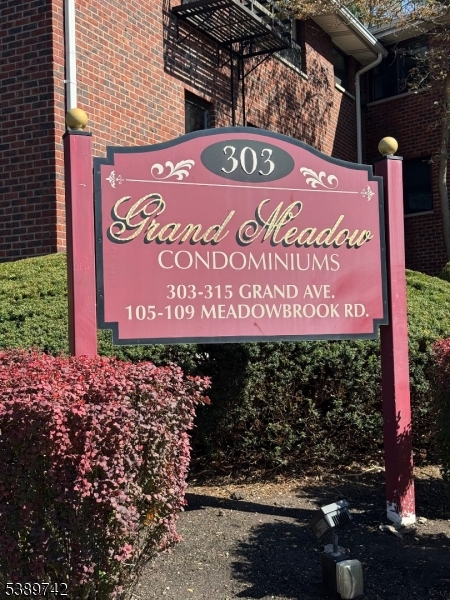 303
Grand Meadow
CONDOMINIUMS
303-315 GRAND AVE.
105-109 MEADOWBROOK RD.
5389742